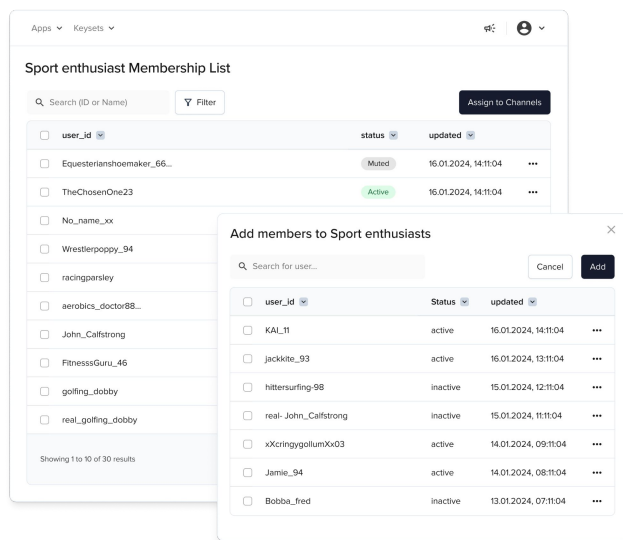 Apps Keysets
Sport enthusiast Membership List
Search (ID or Name) Filter Assign to Channels
user_id status updated
Equesterianshoemaker_66... Muted 16.01.2024, 14:11:04
TheChosenOne23 Active 16.01.2024, 14:11:04
No_name_xx
Wrestlerpoppy_94
racingparsley
aerobics_doctor88...
John_Calfstrong
FitnesssGuru_46
golfing_dobby
real_golfing_dobby
Showing 1 to 10 of 30 results
Add members to Sport enthusiasts
Search for user... Cancel Add
user_id Status updated
KAI_11 active 16.01.2024, 14:11:04
jackkite_93 active 16.01.2024, 13:11:04
hittersurfing-98 inactive 15.01.2024, 12:11:04
real- John_Calfstrong inactive 15.01.2024, 11:11:04
xXcringygollumXx03 active 14.01.2024, 09:11:04
Jamie_94 active 14.01.2024, 08:11:04
Bobba_fred inactive 13.01.2024, 07:11:04